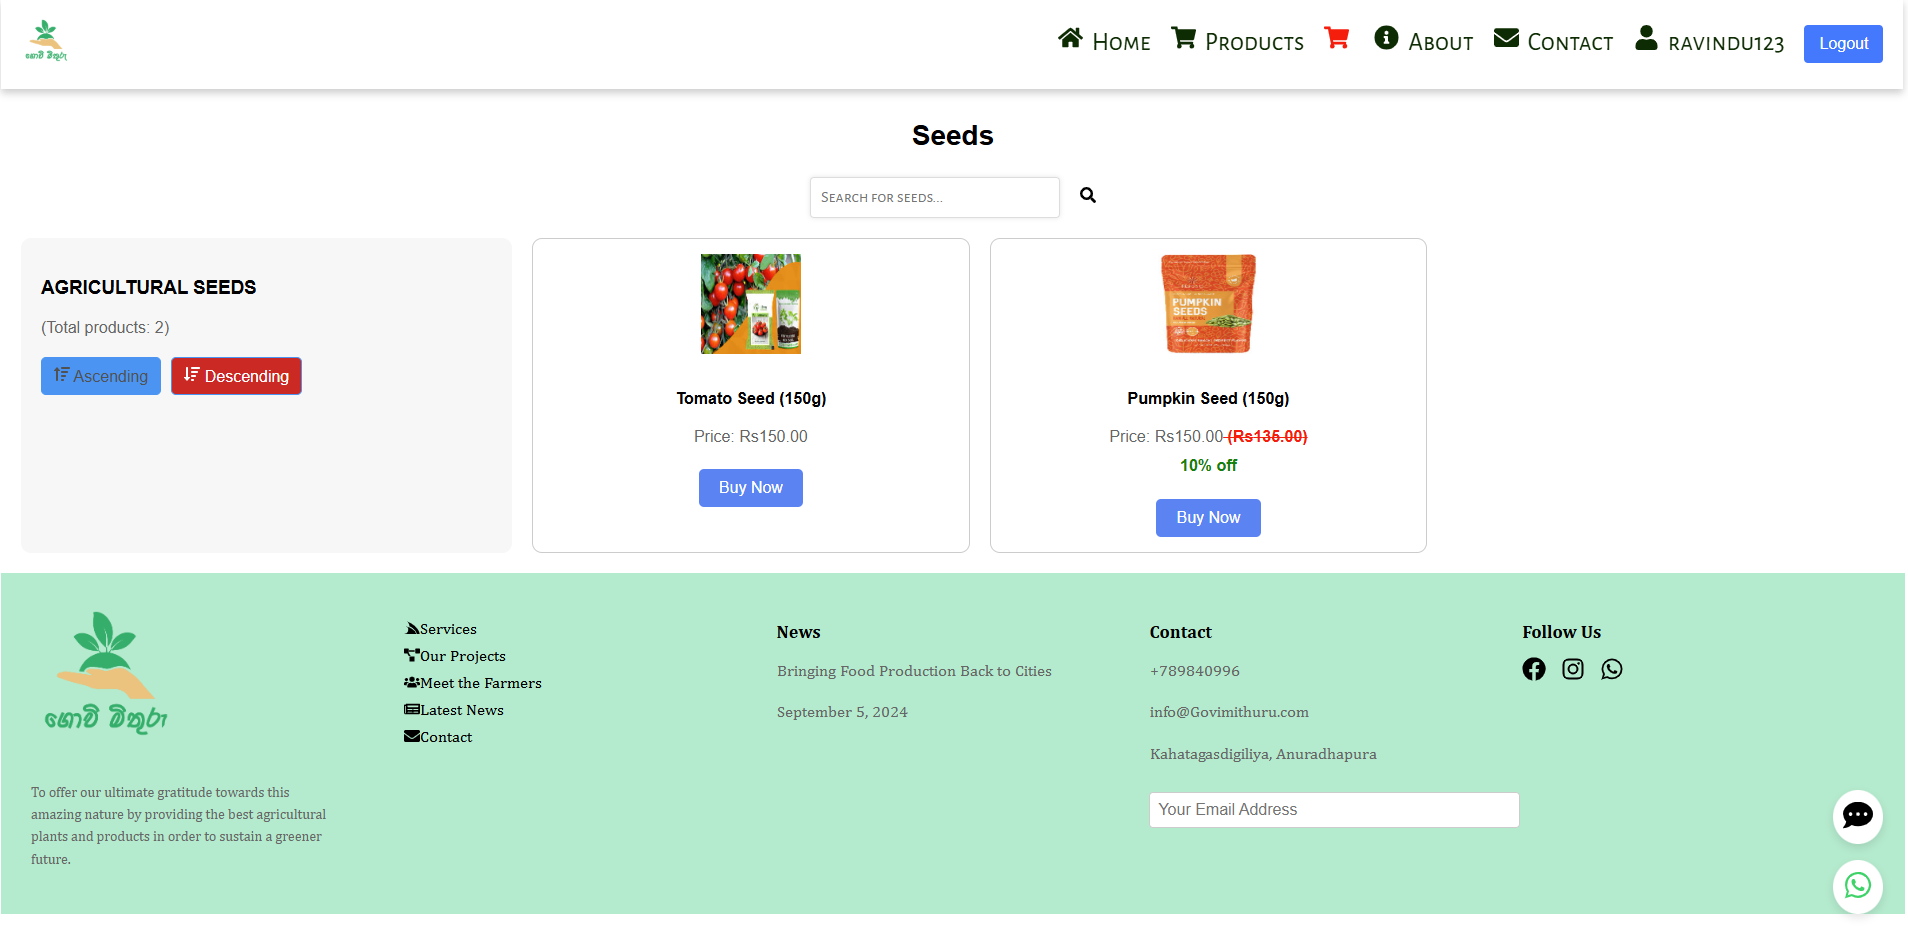 ගොවි මිතුරා
Home
Products
About
Contact
ravindu123
Logout
Seeds
Search for seeds...
AGRICULTURAL SEEDS
(Total products: 2)
Ascending
Descending
Tomato Seed (150g)
Price: Rs150.00
Buy Now
PUMPKIN
SEEDS
Pumpkin Seed (150g)
Price: Rs150.00 (Rs135.00)
10% off
Buy Now
ගොවි මිතුරා
To offer our ultimate gratitude towards this
amazing nature by providing the best agricultural
plants and products in order to sustain a greener
future.
Services
Our Projects
Meet the Farmers
Latest News
Contact
News
Bringing Food Production Back to Cities
September 5, 2024
Contact
+789840996
info@Govimithuru.com
Kahatagasdigiliya, Anuradhapura
Your Email Address
Follow Us